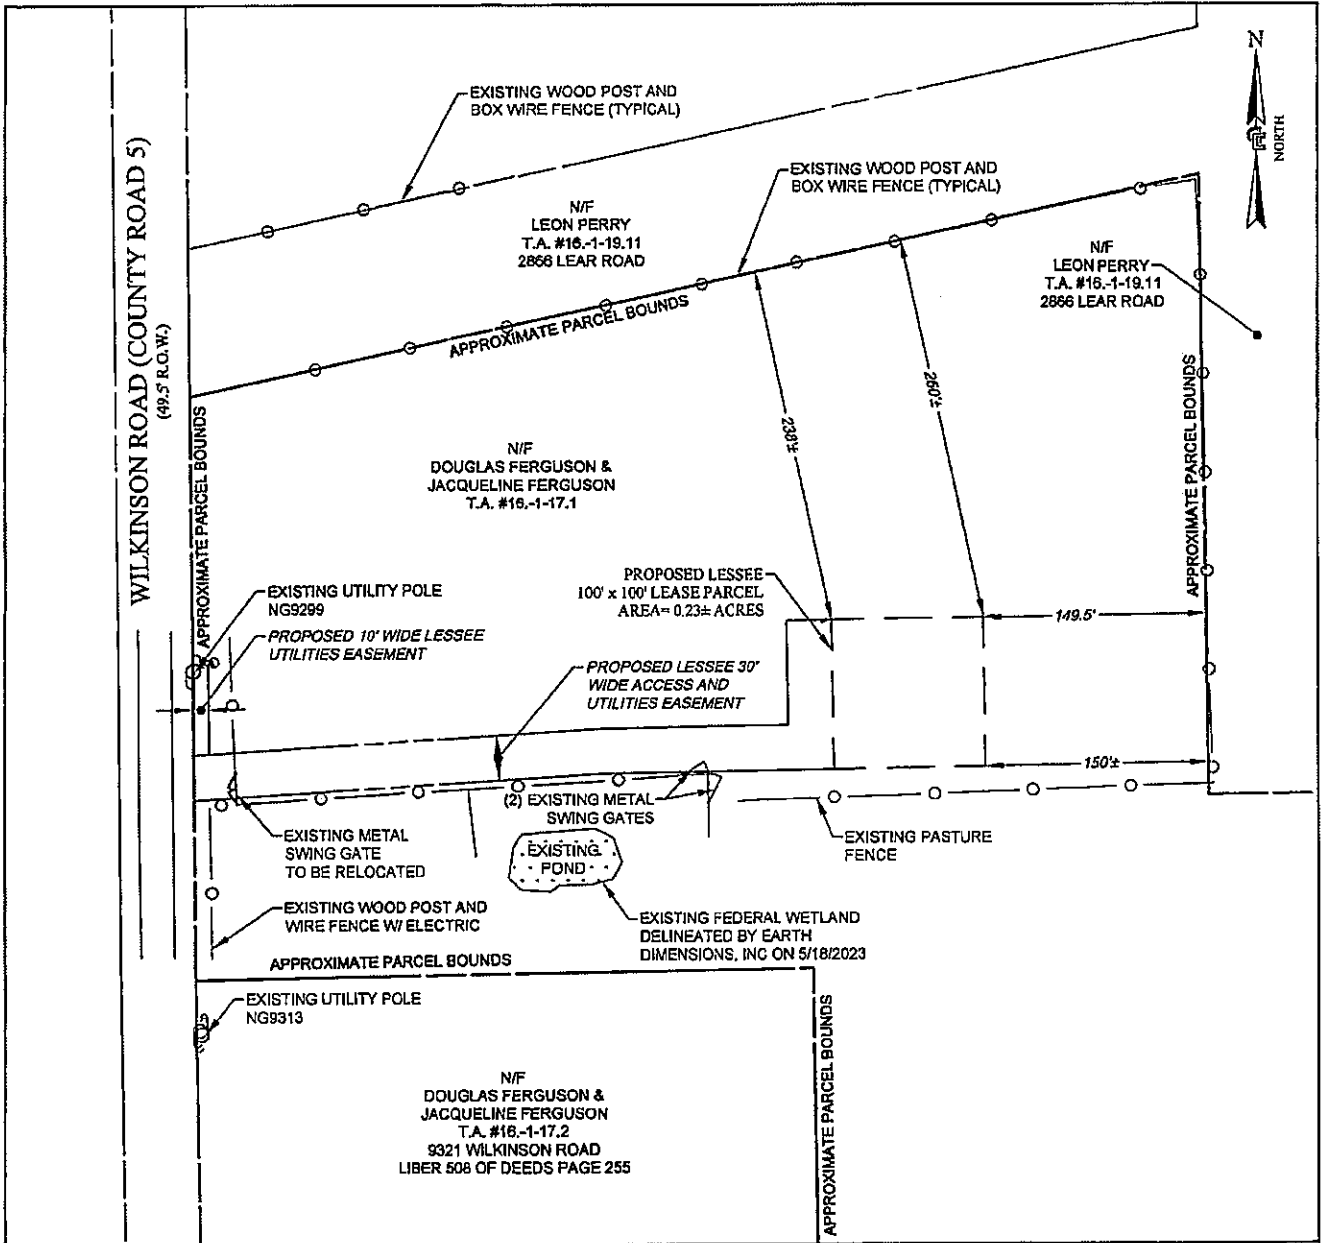 EXISTING WOOD POST AND
BOX WIRE FENCE (TYPICAL)
N
NORTH
WILKINSON ROAD (COUNTY ROAD 5)
(49.5' R.O.W.)
EXISTING WOOD POST AND
BOX WIRE FENCE (TYPICAL)
N/F
LEON PERRY
T.A. #16.-1-19.11
2866 LEAR ROAD
N/F
LEON PERRY
T.A. #16.-1-19.11
2866 LEAR ROAD
APPROXIMATE PARCEL BOUNDS
APPROXIMATE PARCEL BOUNDS
APPROXIMATE PARCEL BOUNDS
238'±
260'±
N/F
DOUGLAS FERGUSON &
JACQUELINE FERGUSON
T.A. #16.-1-17.1
PROPOSED LESSEE
100' x 100' LEASE PARCEL
AREA= 0.23± ACRES
149.5'
EXISTING UTILITY POLE
NG9299
PROPOSED 10' WIDE LESSEE
UTILITIES EASEMENT
PROPOSED LESSEE 30'
WIDE ACCESS AND
UTILITIES EASEMENT
150'±
(2) EXISTING METAL
SWING GATES
EXISTING METAL
SWING GATE
TO BE RELOCATED
EXISTING
POND
EXISTING PASTURE
FENCE
EXISTING WOOD POST AND
WIRE FENCE W/ ELECTRIC
EXISTING FEDERAL WETLAND
DELINEATED BY EARTH
DIMENSIONS, INC ON 5/18/2023
APPROXIMATE PARCEL BOUNDS
EXISTING UTILITY POLE
NG9313
APPROXIMATE PARCEL BOUNDS
N/F
DOUGLAS FERGUSON &
JACQUELINE FERGUSON
T.A. #16.-1-17.2
9321 WILKINSON ROAD
LIBER 508 OF DEEDS PAGE 255